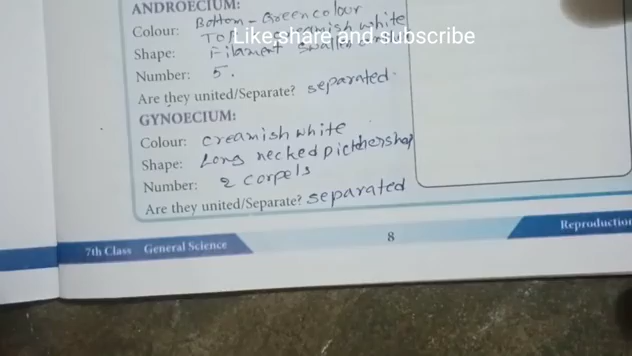 ANDROECIUM:
Colour: Bottom - Green colour
Top creamish white
Like,share and subscribe
Shape: Filament
Number: 5.
Are they united/Separate? separated.
GYNOECIUM:
Colour: creamish white
Shape: Long necked
Number: 2 corpels
Are they united/Separate? separated
7th Class General Science
8
Reproduction